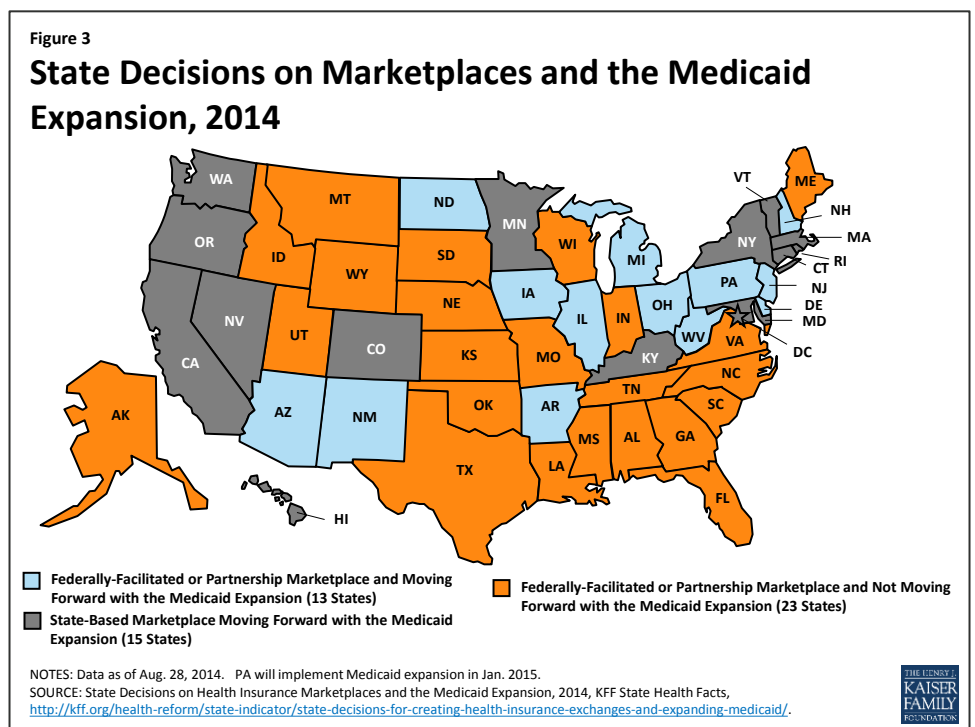 Figure 3
State Decisions on Marketplaces and the Medicaid
Expansion, 2014
WA
OR
CA
NV
ID
MT
WY
UT
CO
AZ
NM
ND
SD
NE
KS
OK
TX
MN
IA
MO
AR
LA
WI
IL
MI
IN
OH
KY
TN
MS
AL
GA
FL
SC
NC
VA
WV
PA
NY
VT
ME
NH
MA
RI
CT
NJ
DE
MD
DC
AK
HI
Federally-Facilitated or Partnership Marketplace and Moving
Forward with the Medicaid Expansion (13 States)
State-Based Marketplace Moving Forward with the Medicaid
Expansion (15 States)
Federally-Facilitated or Partnership Marketplace and Not Moving
Forward with the Medicaid Expansion (23 States)
NOTES: Data as of Aug. 28, 2014. PA will implement Medicaid expansion in Jan. 2015.
SOURCE: State Decisions on Health Insurance Marketplaces and the Medicaid Expansion, 2014, KFF State Health Facts,
http://kff.org/health-reform/state-indicator/state-decisions-for-creating-health-insurance-exchanges-and-expanding-medicaid/.
THE HENRY J.
KAISER
FAMILY
FOUNDATION